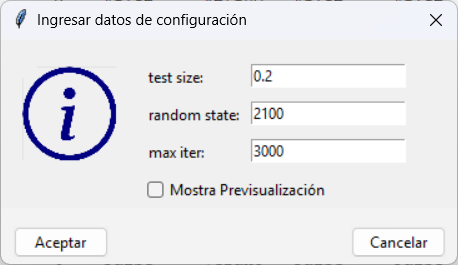 Ingresar datos de configuración
test size: 0.2
random state: 2100
max iter: 3000
Mostra Previsualización
Aceptar Cancelar